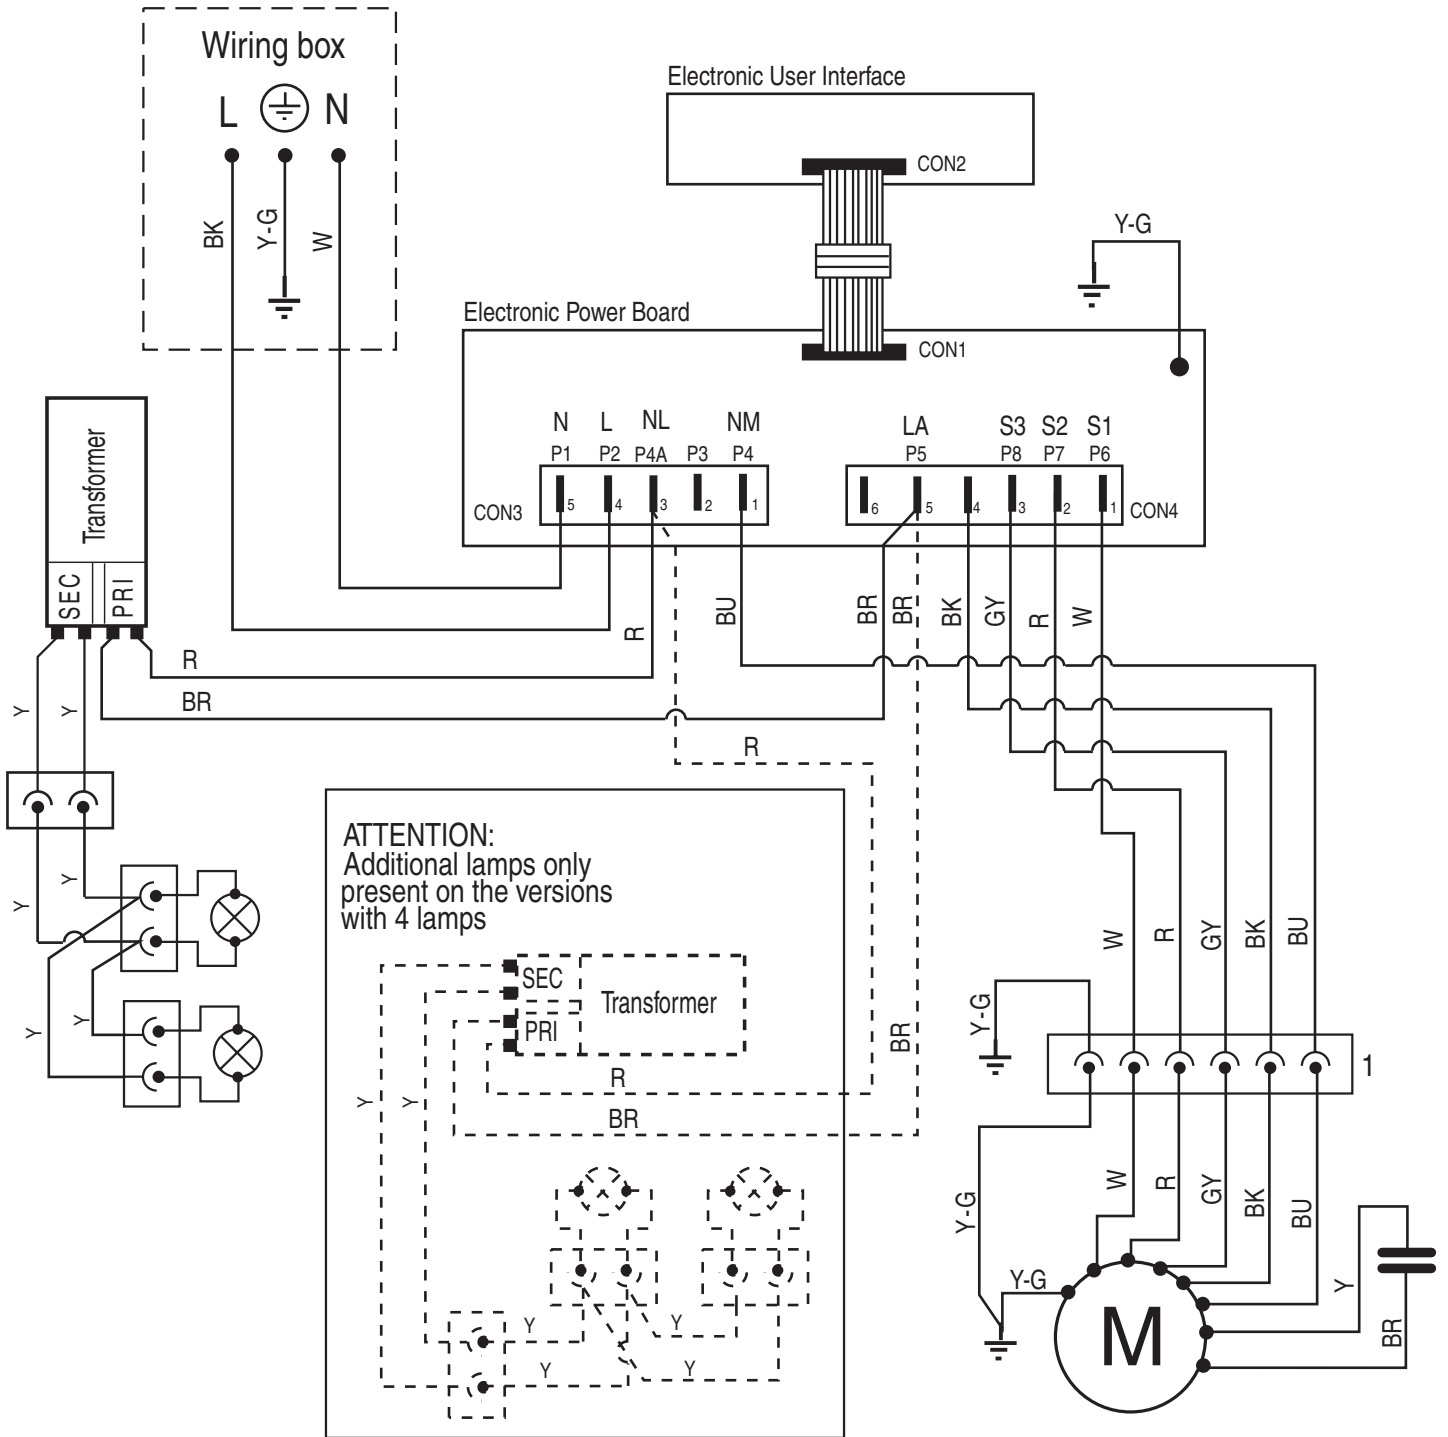 Wiring box
L N
BK Y-G W
Electronic User Interface
CON2
Y-G
Electronic Power Board
CON1
N L NL NM LA S3 S2 S1
P1 P2 P4A P3 P4 P5 P8 P7 P6
CON3 5 4 3 2 1 6 5 4 3 2 1 CON4
Transformer
SEC PRI
R BU BR BR BK GY R W
R
BR
Y Y
R
ATTENTION:
Additional lamps only
present on the versions
with 4 lamps
Y
Y
W R GY BK BU
SEC
PRI
Transformer
Y-G
BR
Y Y
1
R
BR
Y Y
Y-G
W R GY BK BU
Y-G
M
Y
BR
Y Y
Y Y